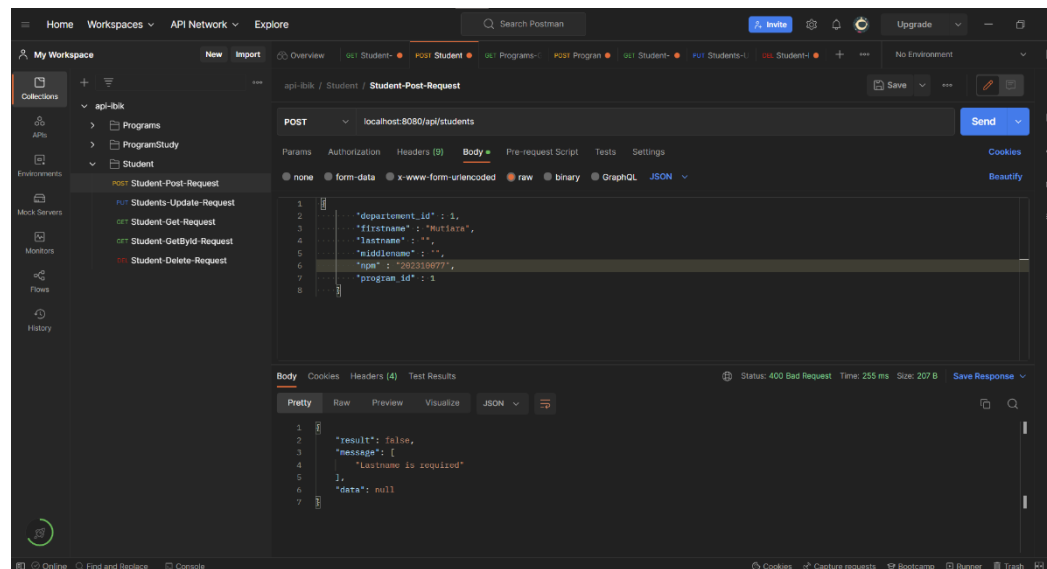 Home Workspaces API Network Explore Search Postman Invite Upgrade
My Workspace New Import Overview GET Student- POST Student GET Programs- POST Progran GET Student- PUT Students-U DEL Student-I No Environment
Collections
api-ibik / Student / Student-Post-Request Save
api-ibik
APIs
Programs
POST localhost:8080/api/students Send
ProgramStudy
Environments
Student
Params Authorization Headers (9) Body Pre-request Script Tests Settings Cookies
POST Student-Post-Request
none form-data x-www-form-urlencoded raw binary GraphQL JSON Beautify
PUT Students-Update-Request
Mock Servers
GET Student-Get-Request
Monitors
GET Student-GetById-Request
DEL Student-Delete-Request
Flows
History
1 {
2 "departement_id" : 1,
3 "firstname" : "Mutiara",
4 "lastname" : "",
5 "middlename" : "",
6 "npm" : "202310077",
7 "program_id" : 1
8 }
Body Cookies Headers (4) Test Results Status: 400 Bad Request Time: 255 ms Size: 207 B Save Response
Pretty Raw Preview Visualize JSON
1 {
2 "result": false,
3 "message": [
4 "Lastname is required"
5 ],
6 "data": null
7 }
Online Find and Replace Console Cookies Capture requests Bootcamp Runner Trash